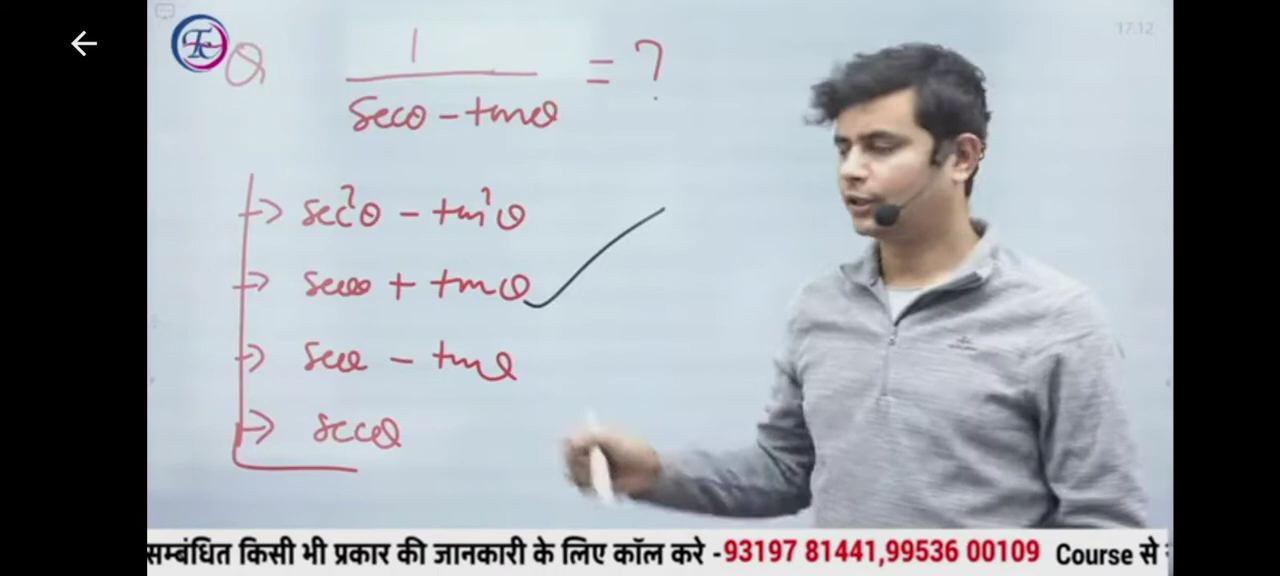 Tc
17:12
Q 1/(secθ - tanθ) = ?
→ sec²θ - tan²θ
→ secθ + tanθ
→ secθ - tanθ
→ secθ
सम्बंधित किसी भी प्रकार की जानकारी के लिए कॉल करे -93197 81441,99536 00109 Course से